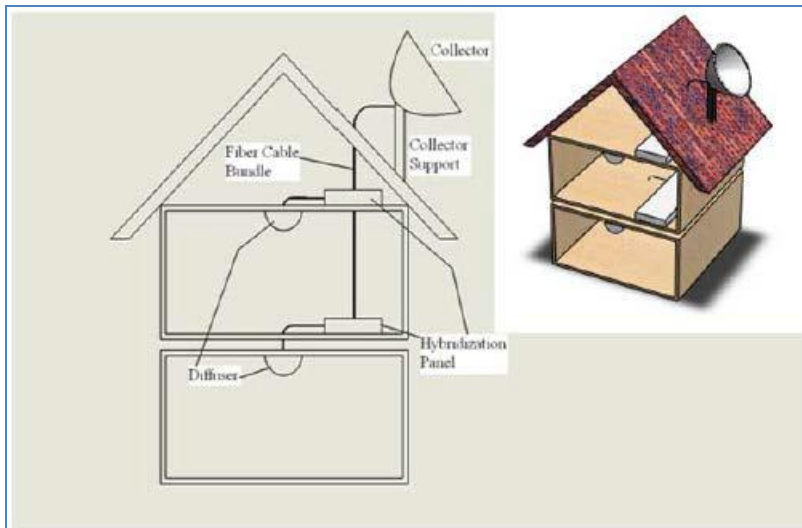 Collector
Fiber Cable
Bundle
Collector
Support
Diffuser
Hybridization
Panel